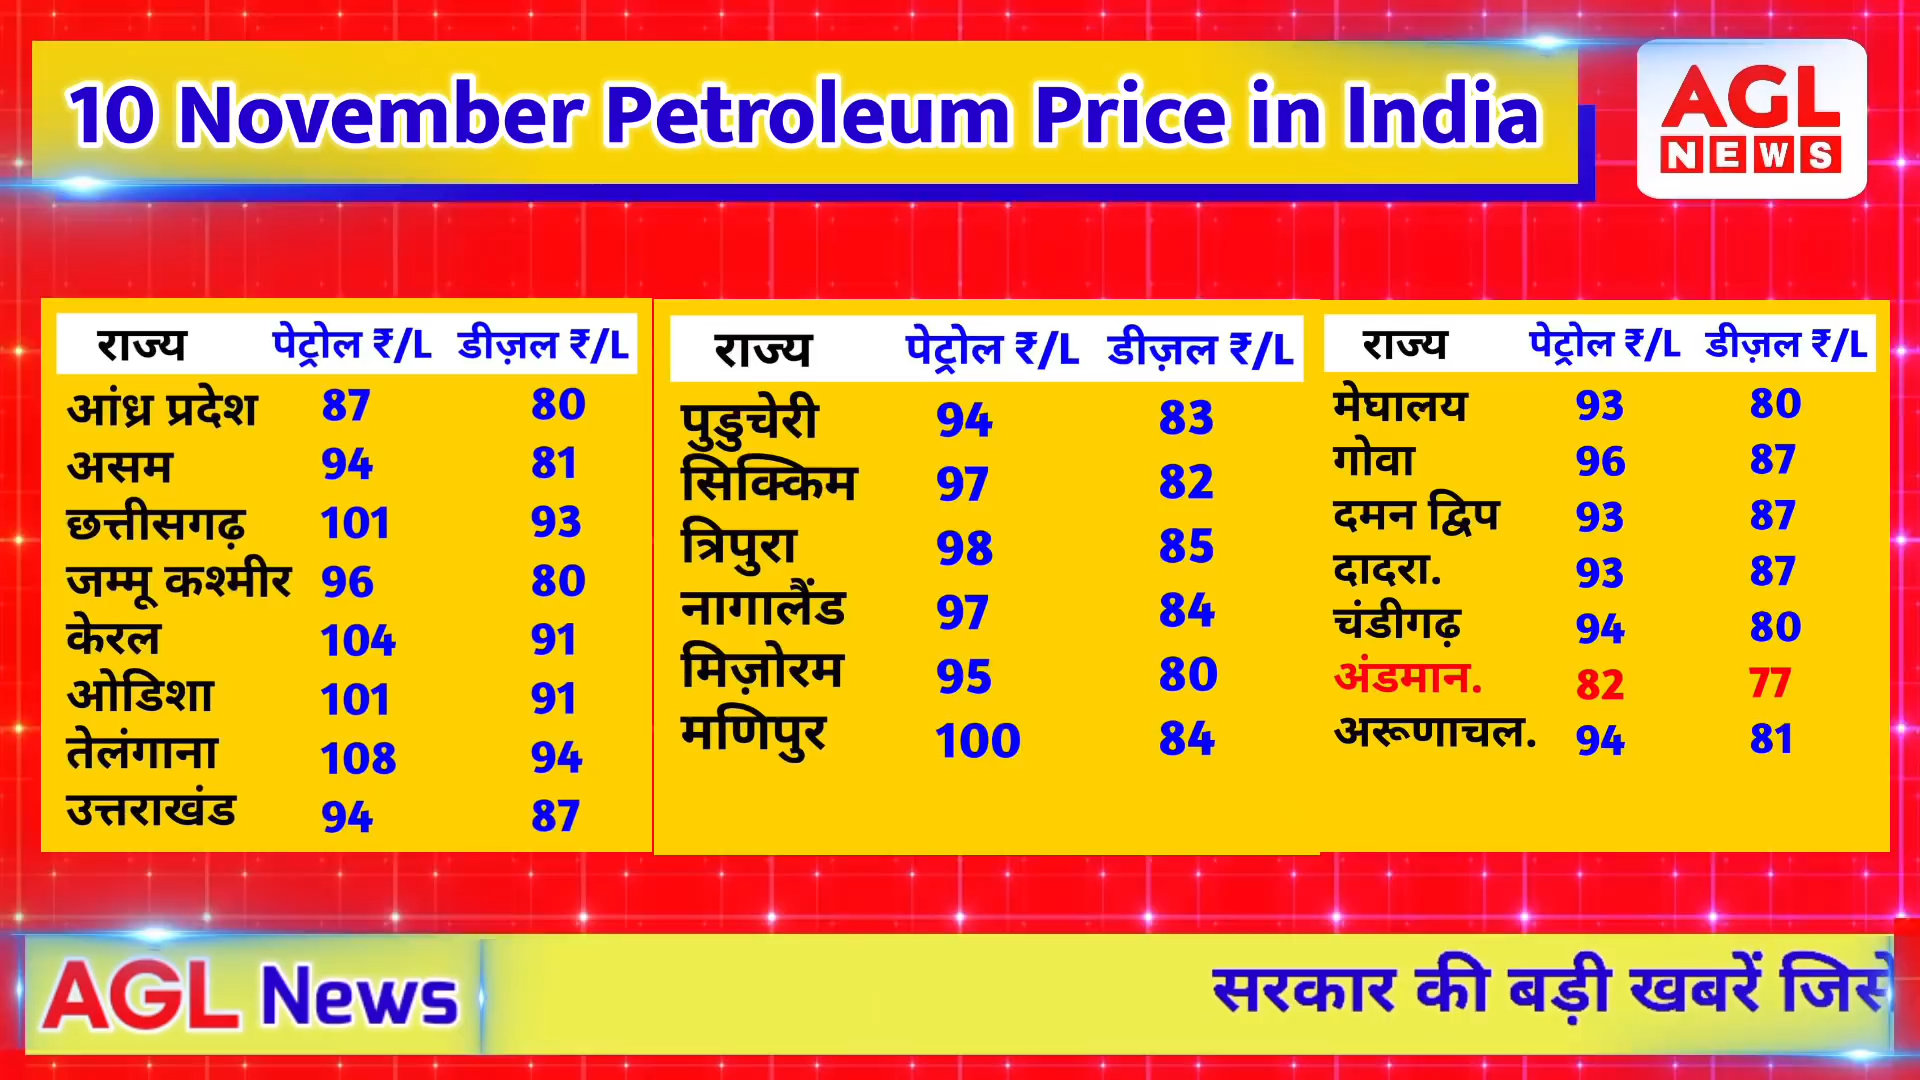 10 November Petroleum Price in India
AGL
NEWS
राज्य पेट्रोल ₹/L डीज़ल ₹/L
आंध्र प्रदेश 87 80
असम 94 81
छत्तीसगढ़ 101 93
जम्मू कश्मीर 96 80
केरल 104 91
ओडिशा 101 91
तेलंगाना 108 94
उत्तराखंड 94 87
राज्य पेट्रोल ₹/L डीज़ल ₹/L
पुडुचेरी 94 83
सिक्किम 97 82
त्रिपुरा 98 85
नागालैंड 97 84
मिज़ोरम 95 80
मणिपुर 100 84
राज्य पेट्रोल ₹/L डीज़ल ₹/L
मेघालय 93 80
गोवा 96 87
दमन द्विप 93 87
दादरा. 93 87
चंडीगढ़ 94 80
अंडमान. 82 77
अरूणाचल. 94 81
AGL News
सरकार की बड़ी खबरें